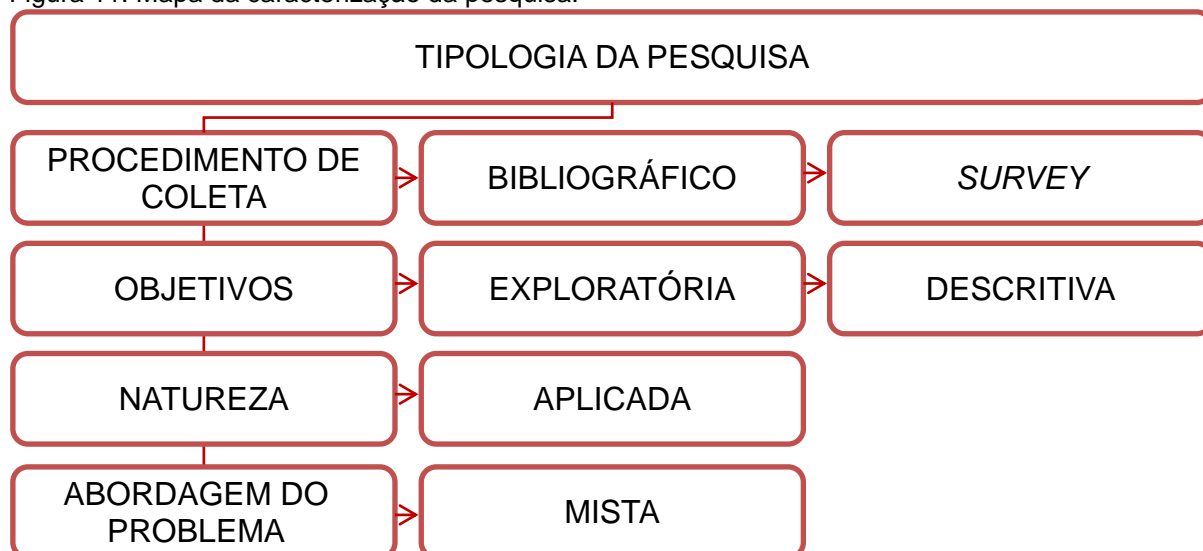 Figura 11: Mapa da caracterização da pesquisa.
TIPOLOGIA DA PESQUISA
PROCEDIMENTO DE
COLETA
BIBLIOGRÁFICO
SURVEY
OBJETIVOS
EXPLORATÓRIA
DESCRITIVA
NATUREZA
APLICADA
ABORDAGEM DO
PROBLEMA
MISTA